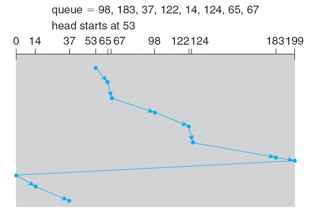 queue = 98, 183, 37, 122, 14, 124, 65, 67
head starts at 53
0 14 37 53 65 67 98 122 124 183 199